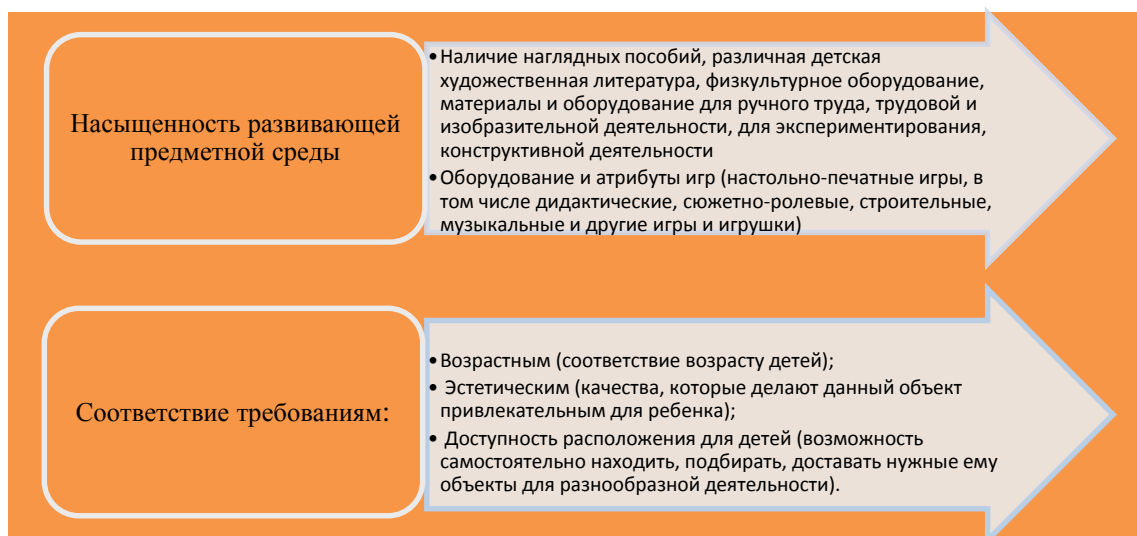 Насыщенность развивающей
предметной среды
•Наличие наглядных пособий, различная детская
художественная литература, физкультурное оборудование,
материалы и оборудование для ручного труда, трудовой и
изобразительной деятельности, для экспериментирования,
конструктивной деятельности
•Оборудование и атрибуты игр (настольно-печатные игры, в
том числе дидактические, сюжетно-ролевые, строительные,
музыкальные и другие игры и игрушки)
Соответствие требованиям:
•Возрастным (соответствие возрасту детей);
• Эстетическим (качества, которые делают данный объект
привлекательным для ребенка);
• Доступность расположения для детей (возможность
самостоятельно находить, подбирать, доставать нужные ему
объекты для разнообразной деятельности).